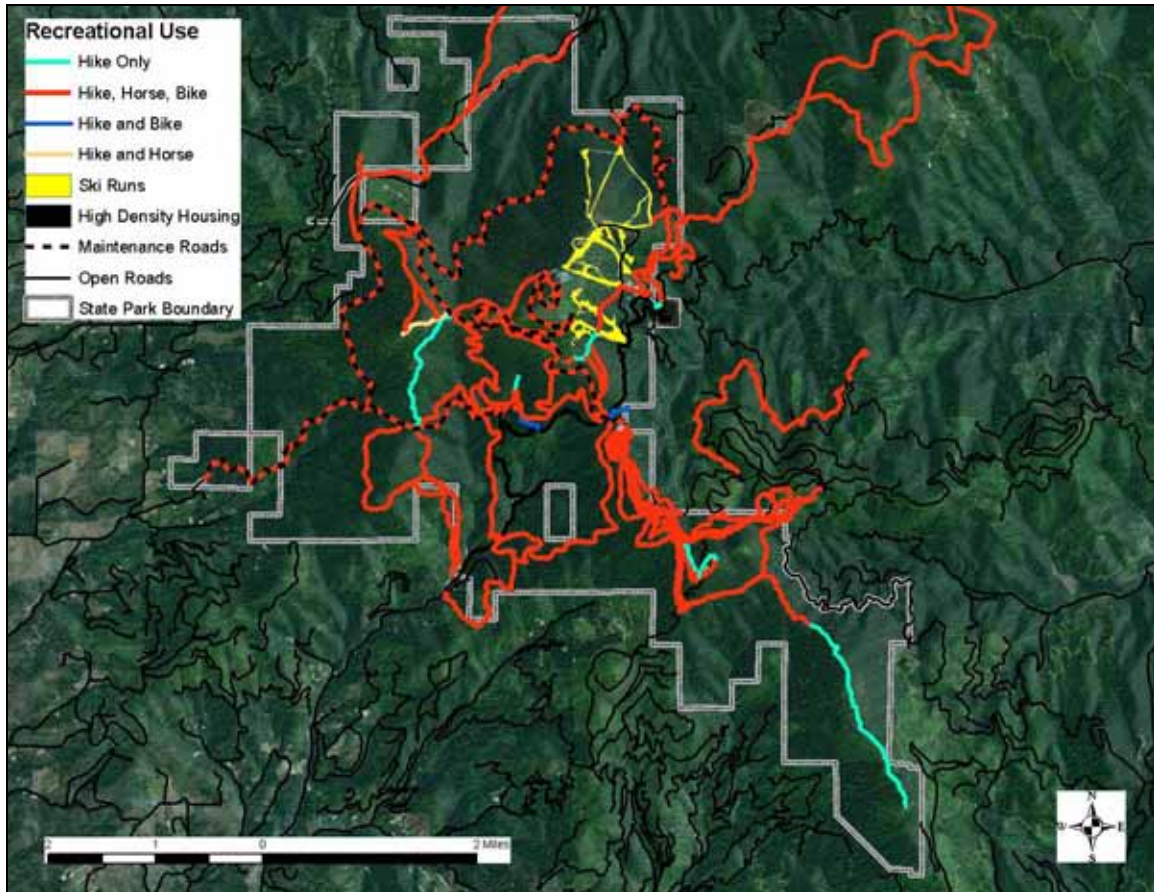 Recreational Use
Hike Only
Hike, Horse, Bike
Hike and Bike
Hike and Horse
Ski Runs
High Density Housing
Maintenance Roads
Open Roads
State Park Boundary
2 1 0 2 Miles
N
W E
S